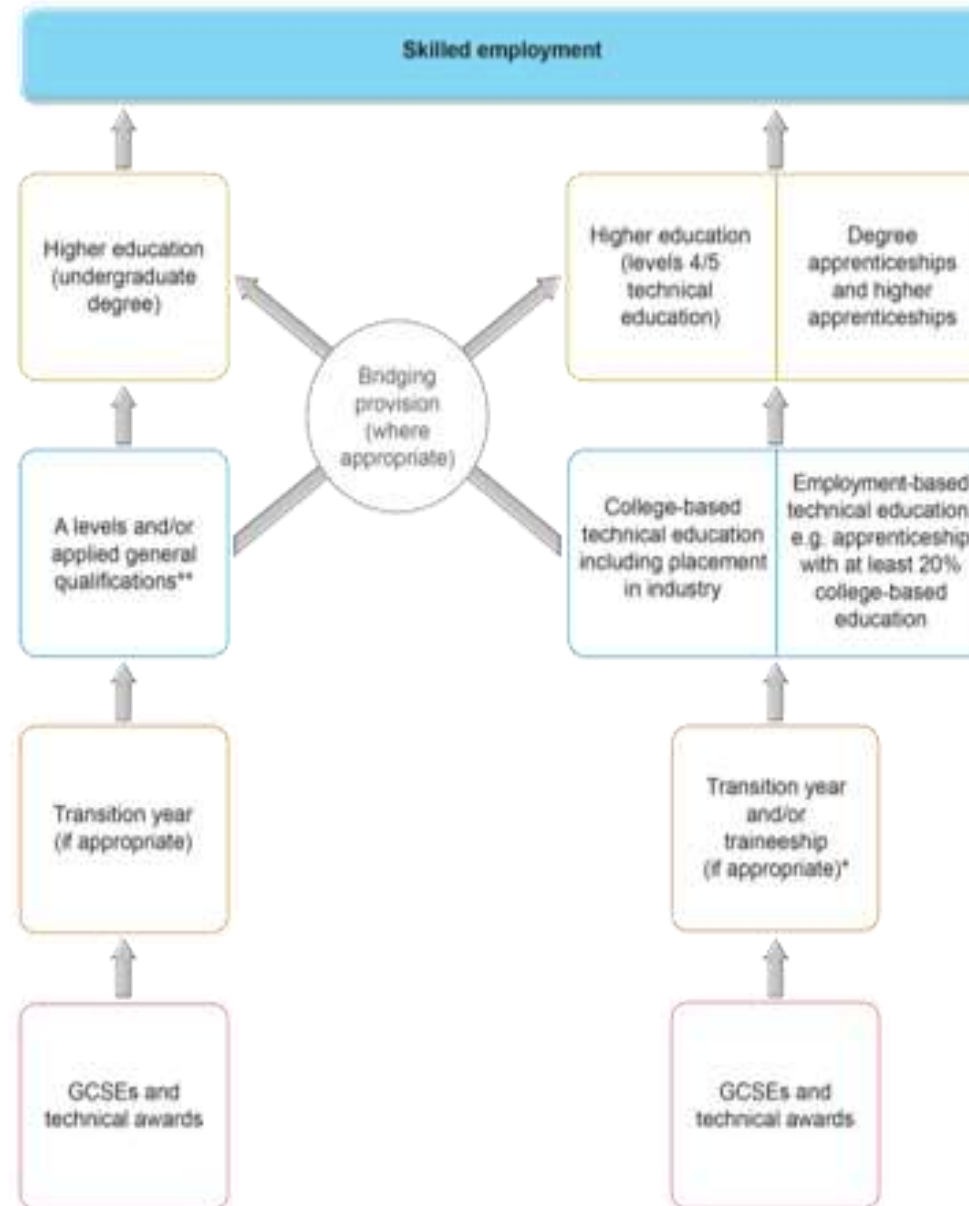 Skilled employment
Higher education
(undergraduate
degree)
Higher education
(levels 4/5
technical
education)
Degree
apprenticeships
and higher
apprenticeships
Bridging
provision
(where
appropriate)
A levels and/or
applied general
qualifications**
College-based
technical education
including placement
in industry
Employment-based
technical education
e.g. apprenticeship
with at least 20%
college-based
education
Transition year
(if appropriate)
Transition year
and/or
traineeship
(if appropriate)*
GCSEs and
technical awards
GCSEs and
technical awards